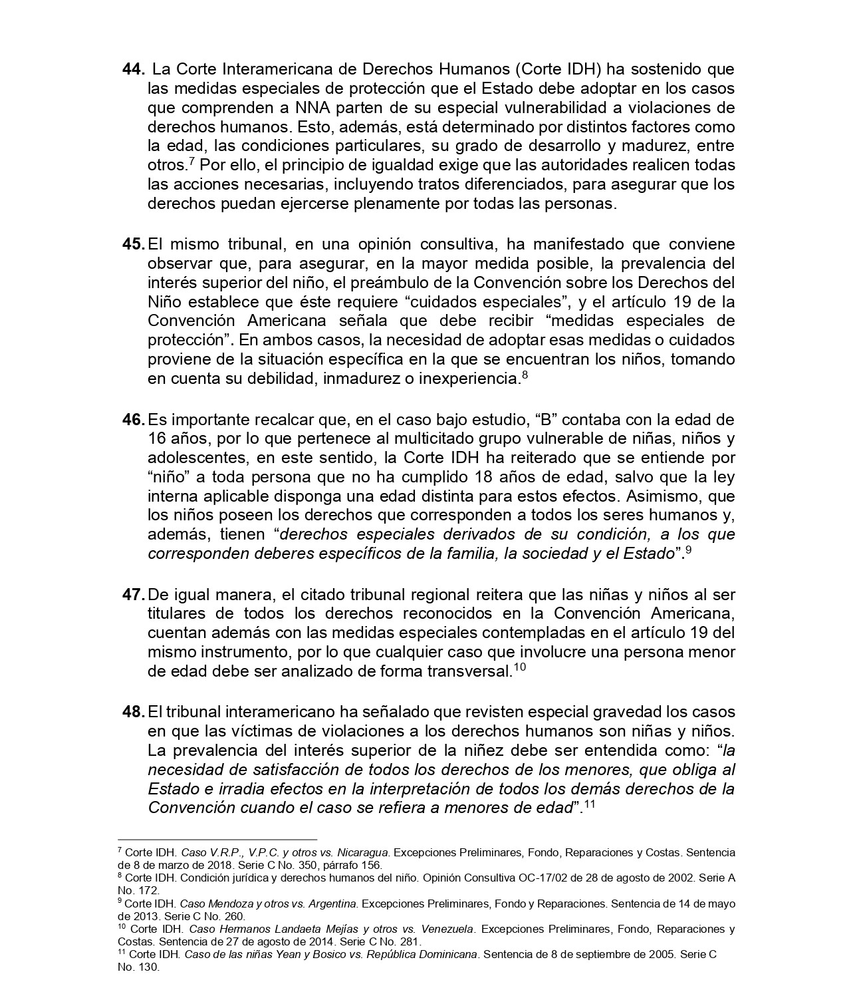 44. La Corte Interamericana de Derechos Humanos (Corte IDH) ha sostenido que
las medidas especiales de protección que el Estado debe adoptar en los casos
que comprenden a NNA parten de su especial vulnerabilidad a violaciones de
derechos humanos. Esto, además, está determinado por distintos factores como
la edad, las condiciones particulares, su grado de desarrollo y madurez, entre
otros.7 Por ello, el principio de igualdad exige que las autoridades realicen todas
las acciones necesarias, incluyendo tratos diferenciados, para asegurar que los
derechos puedan ejercerse plenamente por todas las personas.
45. El mismo tribunal, en una opinión consultiva, ha manifestado que conviene
observar que, para asegurar, en la mayor medida posible, la prevalencia del
interés superior del niño, el preámbulo de la Convención sobre los Derechos del
Niño establece que éste requiere “cuidados especiales”, y el artículo 19 de la
Convención Americana señala que debe recibir “medidas especiales de
protección”. En ambos casos, la necesidad de adoptar esas medidas o cuidados
proviene de la situación específica en la que se encuentran los niños, tomando
en cuenta su debilidad, inmadurez o inexperiencia.8
46. Es importante recalcar que, en el caso bajo estudio, “B” contaba con la edad de
16 años, por lo que pertenece al multicitado grupo vulnerable de niñas, niños y
adolescentes, en este sentido, la Corte IDH ha reiterado que se entiende por
“niño” a toda persona que no ha cumplido 18 años de edad, salvo que la ley
interna aplicable disponga una edad distinta para estos efectos. Asimismo, que
los niños poseen los derechos que corresponden a todos los seres humanos y,
además, tienen “derechos especiales derivados de su condición, a los que
corresponden deberes específicos de la familia, la sociedad y el Estado”.9
47. De igual manera, el citado tribunal regional reitera que las niñas y niños al ser
titulares de todos los derechos reconocidos en la Convención Americana,
cuentan además con las medidas especiales contempladas en el artículo 19 del
mismo instrumento, por lo que cualquier caso que involucre una persona menor
de edad debe ser analizado de forma transversal.10
48. El tribunal interamericano ha señalado que revisten especial gravedad los casos
en que las víctimas de violaciones a los derechos humanos son niñas y niños.
La prevalencia del interés superior de la niñez debe ser entendida como: “la
necesidad de satisfacción de todos los derechos de los menores, que obliga al
Estado e irradia efectos en la interpretación de todos los demás derechos de la
Convención cuando el caso se refiera a menores de edad”.11
7 Corte IDH. Caso V.R.P., V.P.C. y otros vs. Nicaragua. Excepciones Preliminares, Fondo, Reparaciones y Costas. Sentencia
de 8 de marzo de 2018. Serie C No. 350, párrafo 156.
8 Corte IDH. Condición jurídica y derechos humanos del niño. Opinión Consultiva OC-17/02 de 28 de agosto de 2002. Serie A
No. 172.
9 Corte IDH. Caso Mendoza y otros vs. Argentina. Excepciones Preliminares, Fondo y Reparaciones. Sentencia de 14 de mayo
de 2013. Serie C No. 260.
10 Corte IDH. Caso Hermanos Landaeta Mejías y otros vs. Venezuela. Excepciones Preliminares, Fondo, Reparaciones y
Costas. Sentencia de 27 de agosto de 2014. Serie C No. 281.
11 Corte IDH. Caso de las niñas Yean y Bosico vs. República Dominicana. Sentencia de 8 de septiembre de 2005. Serie C
No. 130.